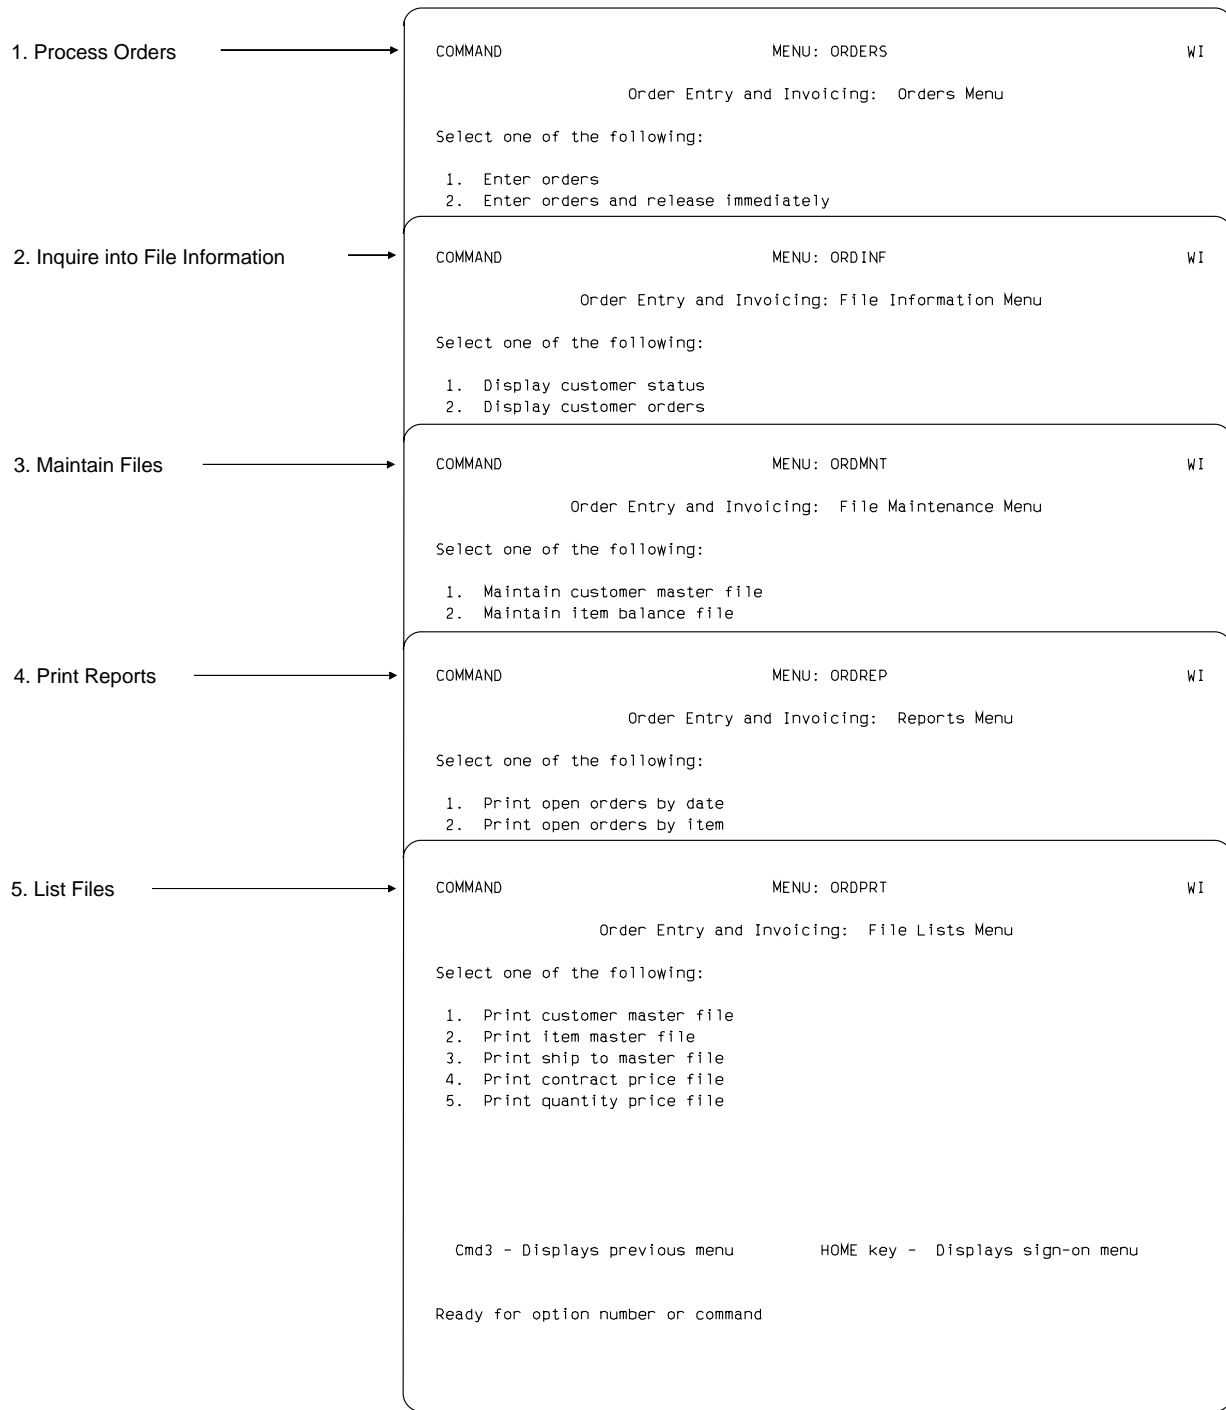 1. Process Orders
COMMAND MENU: ORDERS WI
Order Entry and Invoicing: Orders Menu
Select one of the following:
1. Enter orders
2. Enter orders and release immediately
2. Inquire into File Information
COMMAND MENU: ORDINF WI
Order Entry and Invoicing: File Information Menu
Select one of the following:
1. Display customer status
2. Display customer orders
3. Maintain Files
COMMAND MENU: ORDMNT WI
Order Entry and Invoicing: File Maintenance Menu
Select one of the following:
1. Maintain customer master file
2. Maintain item balance file
4. Print Reports
COMMAND MENU: ORDREP WI
Order Entry and Invoicing: Reports Menu
Select one of the following:
1. Print open orders by date
2. Print open orders by item
5. List Files
COMMAND MENU: ORDPRT WI
Order Entry and Invoicing: File Lists Menu
Select one of the following:
1. Print customer master file
2. Print item master file
3. Print ship to master file
4. Print contract price file
5. Print quantity price file
Cmd3 - Displays previous menu HOME key - Displays sign-on menu
Ready for option number or command